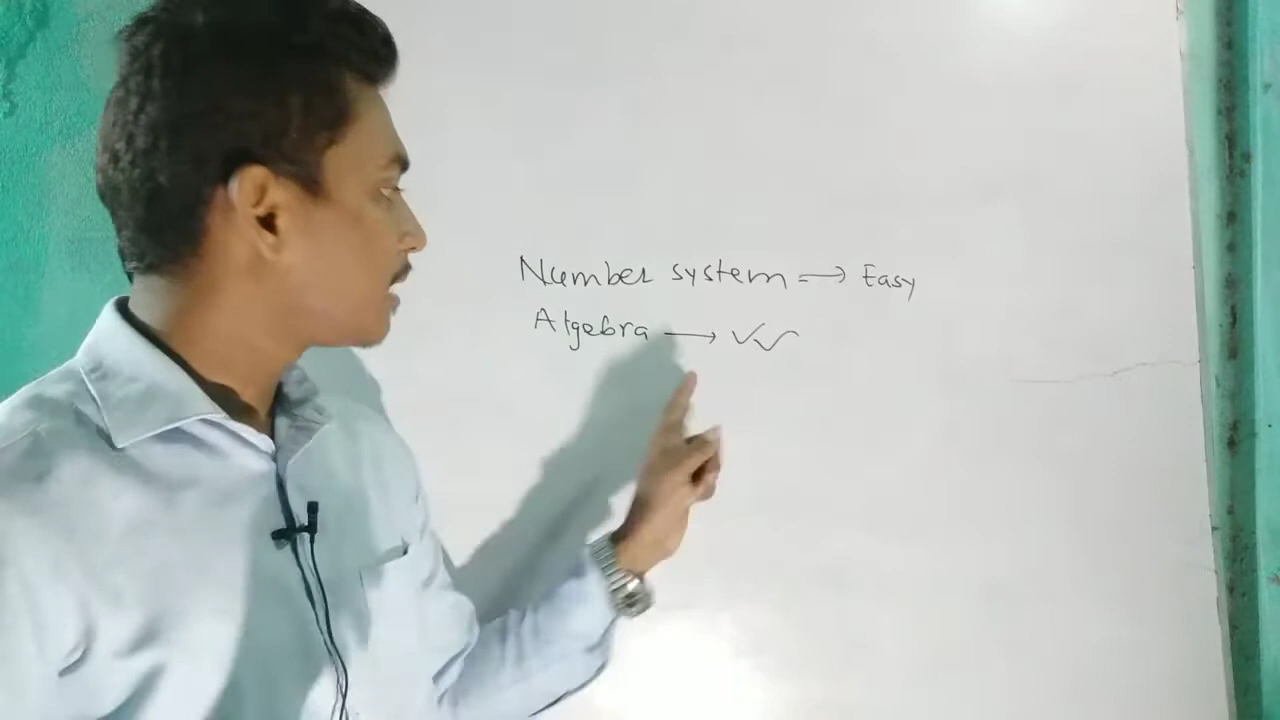 Number system => Easy
Algebra → ✓✓